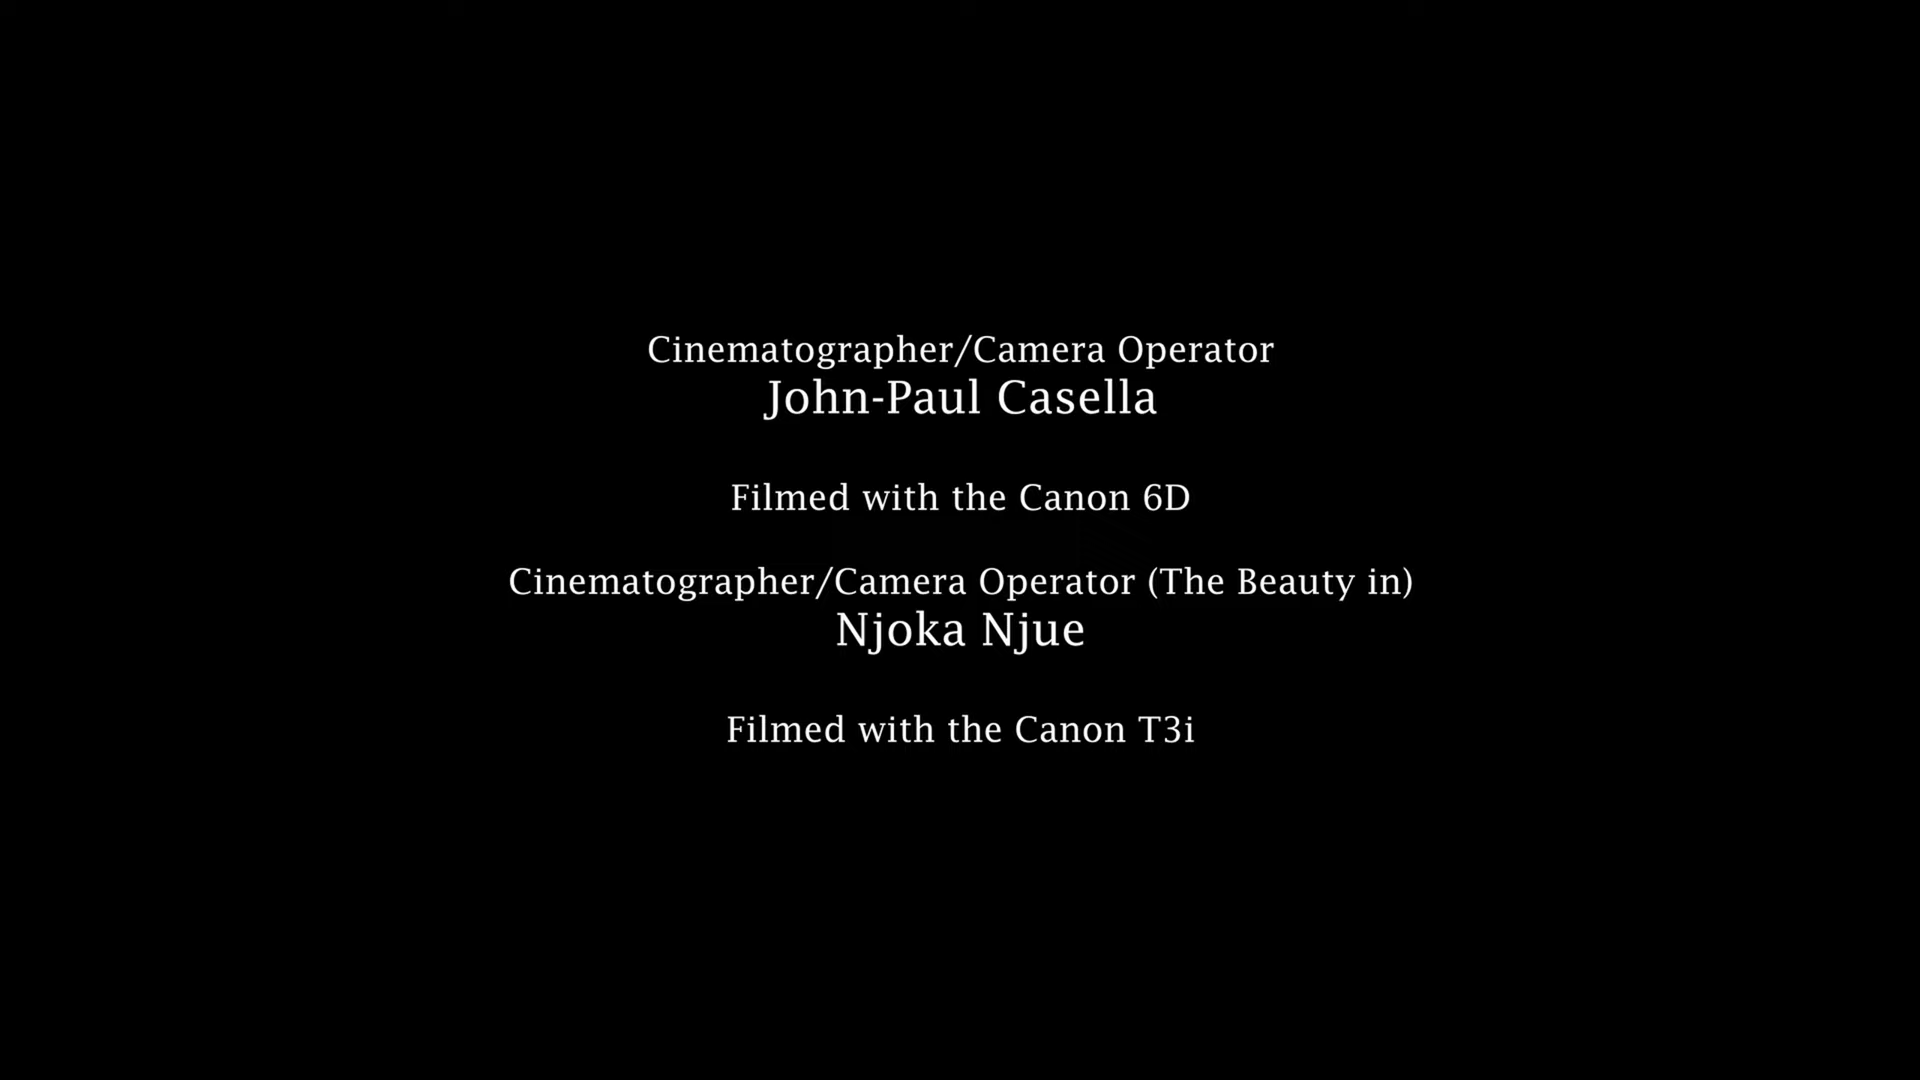 Cinematographer/Camera Operator
John-Paul Casella
Filmed with the Canon 6D
Cinematographer/Camera Operator (The Beauty in)
Njoka Njue
Filmed with the Canon T3i